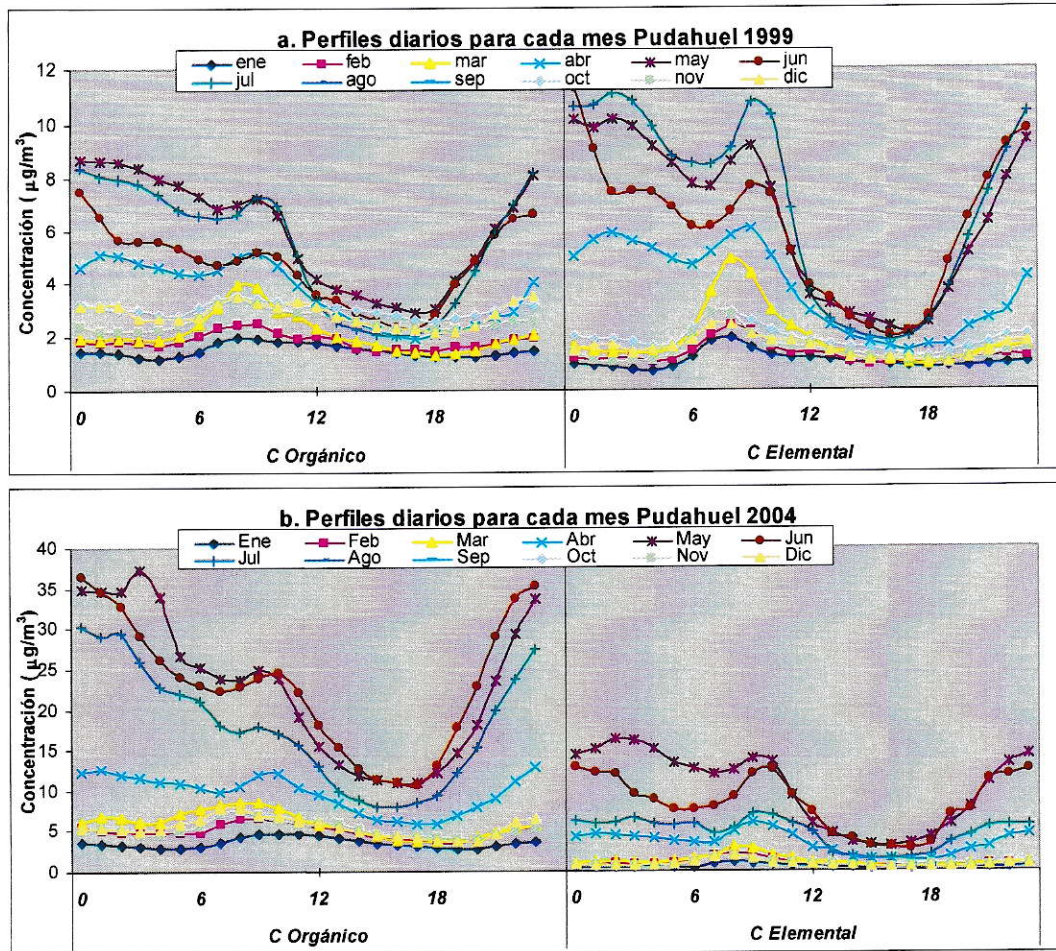 a. Perfiles diarios para cada mes Pudahuel 1999
ene feb mar abr may jun
jul ago sep oct nov dic
Concentración ( µg/m³)
12
10
8
6
4
2
0
0 6 12 18 0 6 12 18
C Orgánico C Elemental
b. Perfiles diarios para cada mes Pudahuel 2004
Ene Feb Mar Abr May Jun
Jul Ago Sep Oct Nov Dic
Concentración ( µg/m³)
40
35
30
25
20
15
10
5
0
0 6 12 18 0 6 12 18
C Orgánico C Elemental